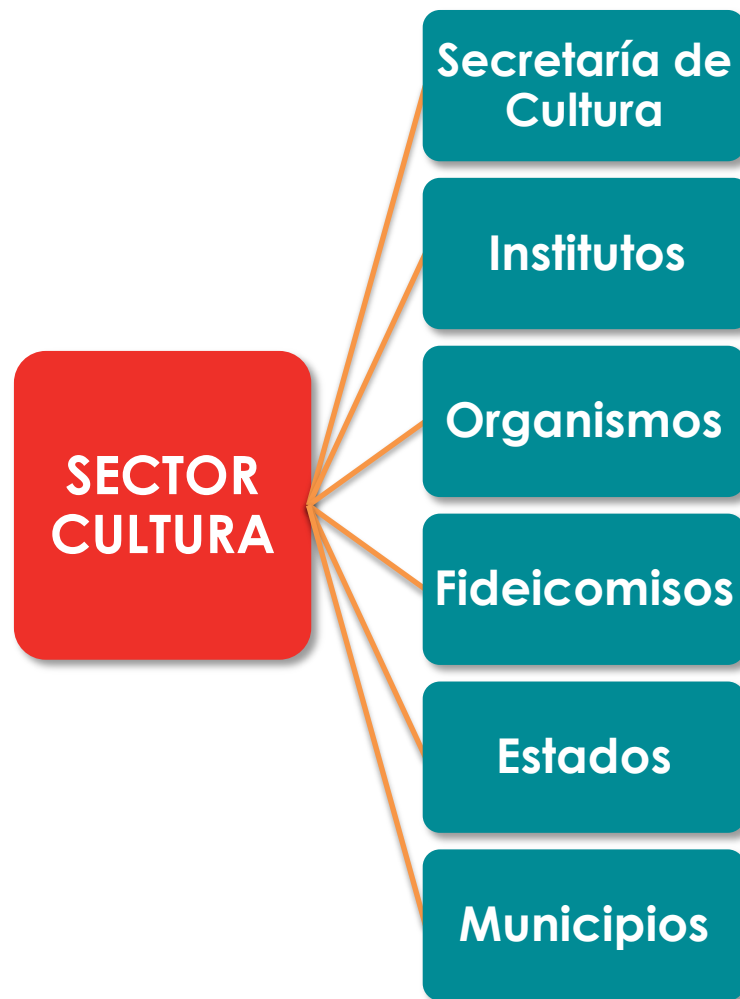 SECTOR
CULTURA
Secretaría de
Cultura
Institutos
Organismos
Fideicomisos
Estados
Municipios